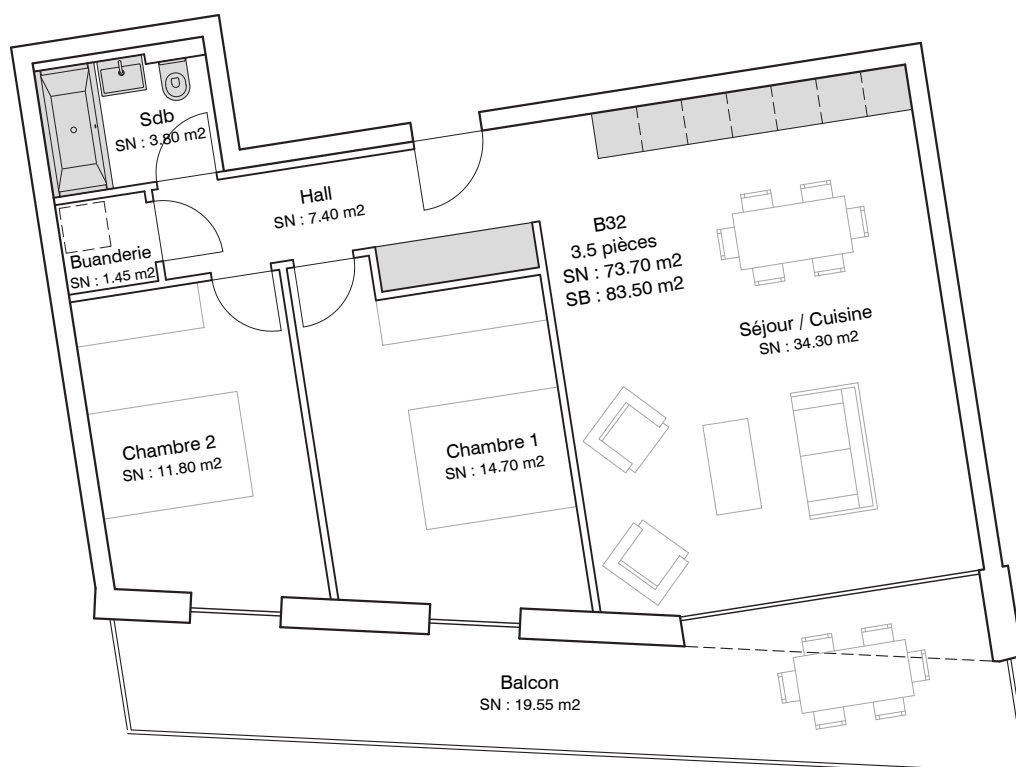 Sdb
SN : 3.80 m2
Hall
SN : 7.40 m2
Buanderie
SN : 1.45 m2
B32
3.5 pièces
SN : 73.70 m2
SB : 83.50 m2
Séjour / Cuisine
SN : 34.30 m2
Chambre 2
SN : 11.80 m2
Chambre 1
SN : 14.70 m2
Balcon
SN : 19.55 m2